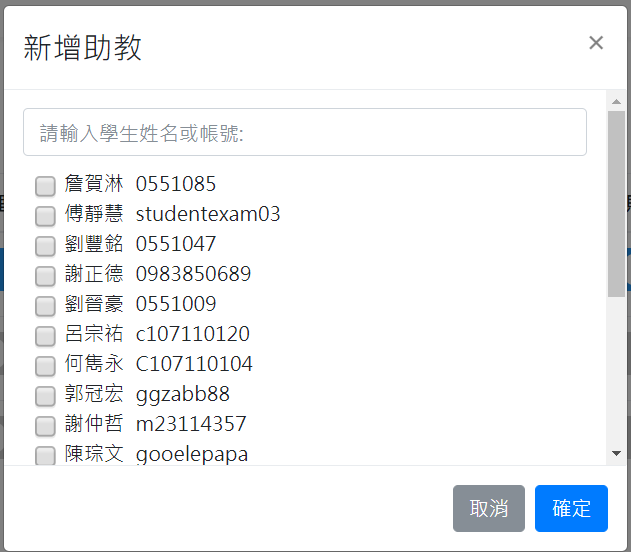 新增助教
×
請輸入學生姓名或帳號:
詹賀淋 0551085
傅靜慧 studentexam03
劉豐銘 0551047
謝正德 0983850689
劉晉豪 0551009
呂宗祐 c107110120
何雋永 C107110104
郭冠宏 ggzabb88
謝仲哲 m23114357
陳琮文 gooelepapa
取消 確定